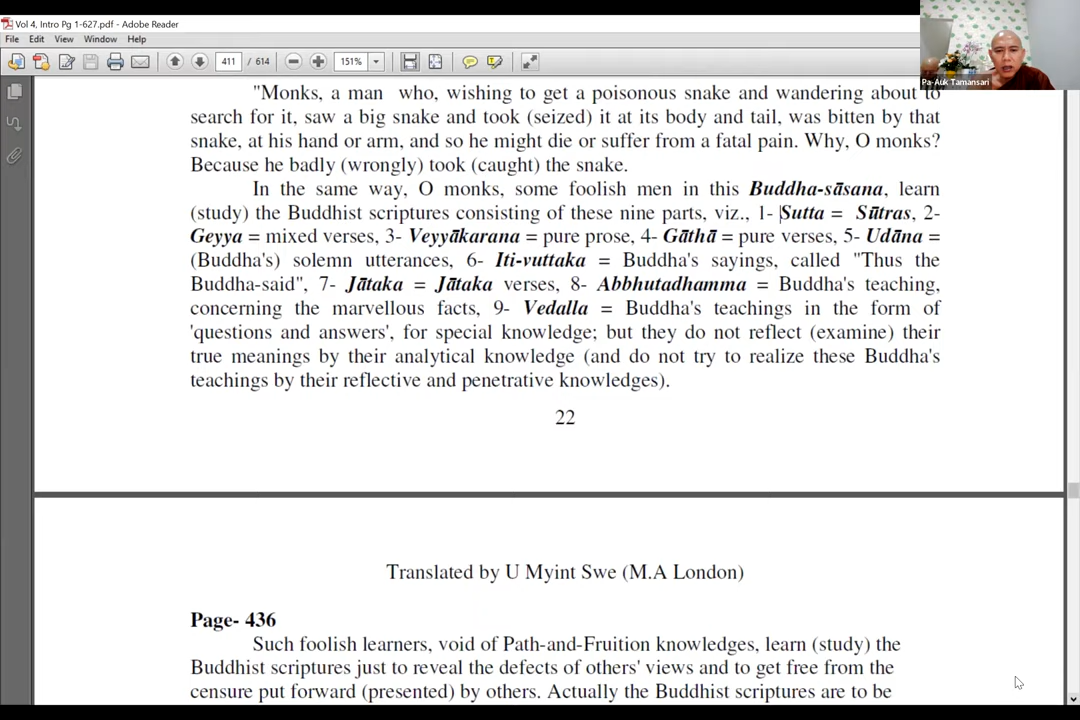 Vol 4, Intro Pg 1-627.pdf - Adobe Reader
File Edit View Window Help
411 / 614 151%
Pa-Auk Tamansari
"Monks, a man who, wishing to get a poisonous snake and wandering about to
search for it, saw a big snake and took (seized) it at its body and tail, was bitten by that
snake, at his hand or arm, and so he might die or suffer from a fatal pain. Why, O monks?
Because he badly (wrongly) took (caught) the snake.
In the same way, O monks, some foolish men in this Buddha-sāsana, learn
(study) the Buddhist scriptures consisting of these nine parts, viz., 1- Sutta = Sūtras, 2-
Geyya = mixed verses, 3- Veyyākarana = pure prose, 4- Gāthā = pure verses, 5- Udāna =
(Buddha's) solemn utterances, 6- Iti-vuttaka = Buddha's sayings, called "Thus the
Buddha-said", 7- Jātaka = Jātaka verses, 8- Abbhutadhamma = Buddha's teaching,
concerning the marvellous facts, 9- Vedalla = Buddha's teachings in the form of
'questions and answers', for special knowledge; but they do not reflect (examine) their
true meanings by their analytical knowledge (and do not try to realize these Buddha's
teachings by their reflective and penetrative knowledges).
22
Translated by U Myint Swe (M.A London)
Page- 436
Such foolish learners, void of Path-and-Fruition knowledges, learn (study) the
Buddhist scriptures just to reveal the defects of others' views and to get free from the
censure put forward (presented) by others. Actually the Buddhist scriptures are to be